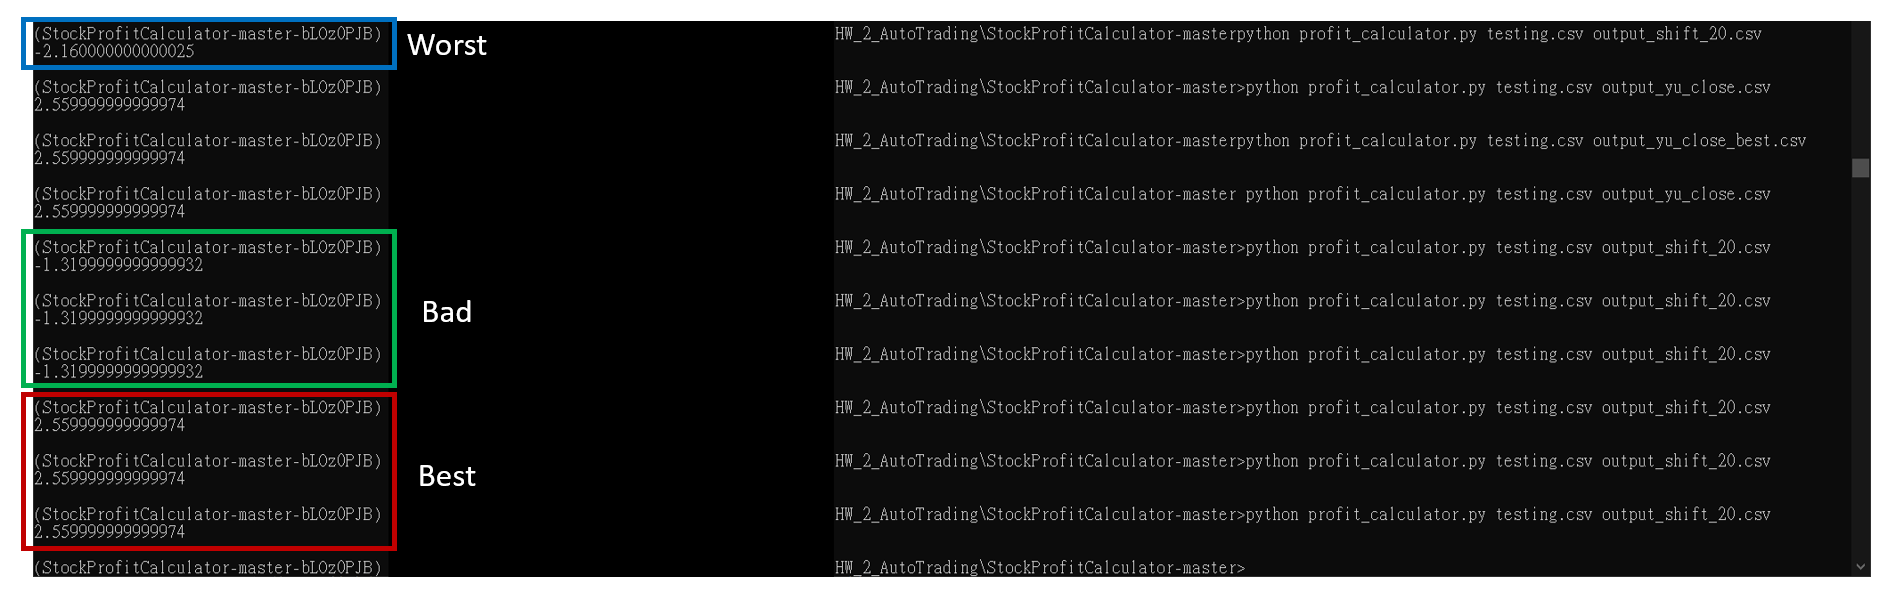 (StockProfitCalculator-master-bLOzOPJB) HW_2_AutoTrading\StockProfitCalculator-masterpython profit_calculator.py testing.csv output_shift_20.csv
-2.160000000000025
Worst
(StockProfitCalculator-master-bLOzOPJB) HW_2_AutoTrading\StockProfitCalculator-master>python profit_calculator.py testing.csv output_yu_close.csv
2.559999999999974
(StockProfitCalculator-master-bLOzOPJB) HW_2_AutoTrading\StockProfitCalculator-masterpython profit_calculator.py testing.csv output_yu_close_best.csv
2.559999999999974
(StockProfitCalculator-master-bLOzOPJB) HW_2_AutoTrading\StockProfitCalculator-master python profit_calculator.py testing.csv output_yu_close.csv
2.559999999999974
(StockProfitCalculator-master-bLOzOPJB) HW_2_AutoTrading\StockProfitCalculator-master>python profit_calculator.py testing.csv output_shift_20.csv
-1.3199999999999932
(StockProfitCalculator-master-bLOzOPJB) HW_2_AutoTrading\StockProfitCalculator-master>python profit_calculator.py testing.csv output_shift_20.csv
-1.3199999999999932
Bad
(StockProfitCalculator-master-bLOzOPJB) HW_2_AutoTrading\StockProfitCalculator-master>python profit_calculator.py testing.csv output_shift_20.csv
-1.3199999999999932
(StockProfitCalculator-master-bLOzOPJB) HW_2_AutoTrading\StockProfitCalculator-master>python profit_calculator.py testing.csv output_shift_20.csv
2.559999999999974
(StockProfitCalculator-master-bLOzOPJB) HW_2_AutoTrading\StockProfitCalculator-master>python profit_calculator.py testing.csv output_shift_20.csv
2.559999999999974
Best
(StockProfitCalculator-master-bLOzOPJB) HW_2_AutoTrading\StockProfitCalculator-master>python profit_calculator.py testing.csv output_shift_20.csv
2.559999999999974
(StockProfitCalculator-master-bLOzOPJB) HW_2_AutoTrading\StockProfitCalculator-master>